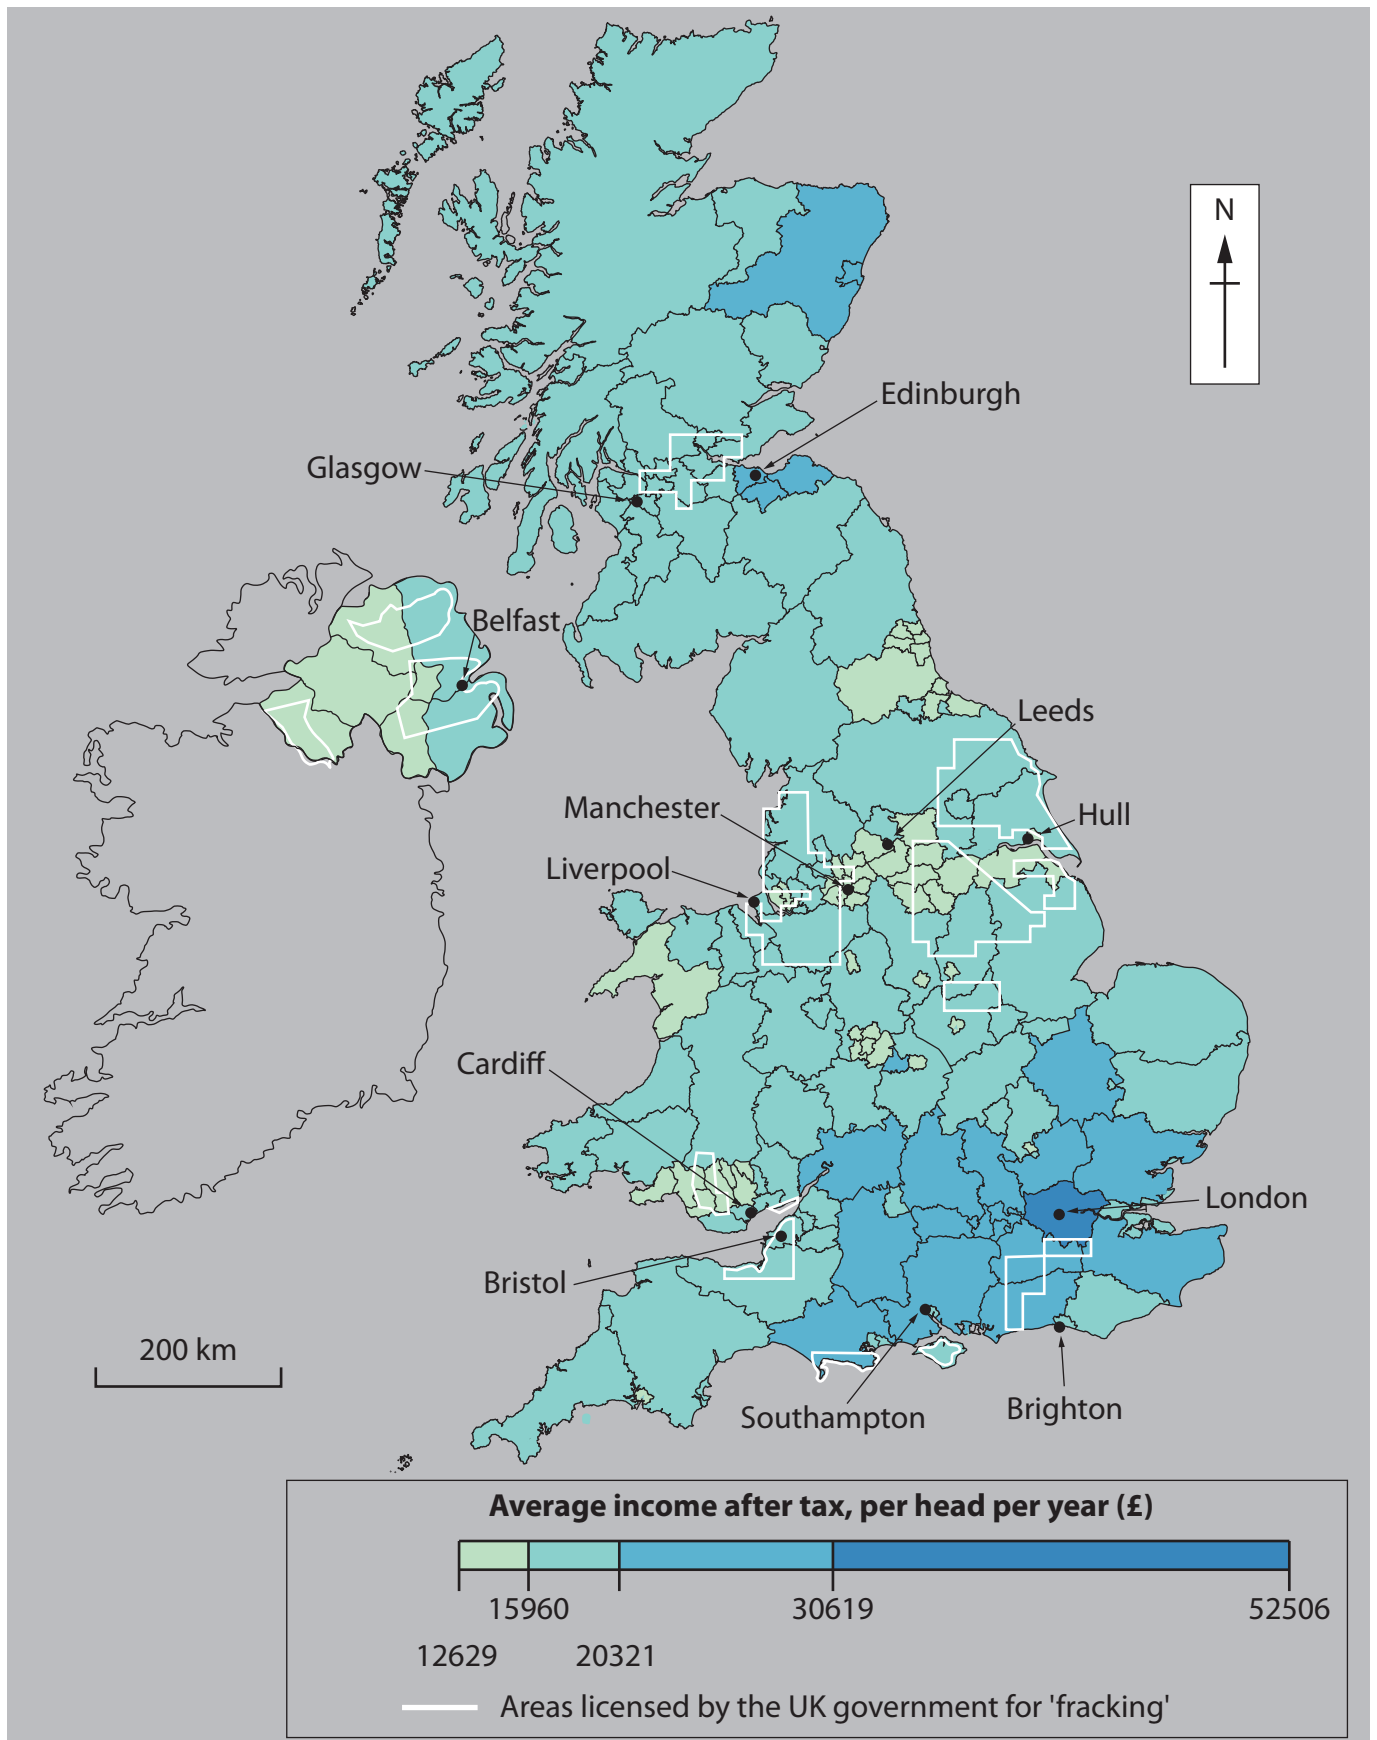 N
Edinburgh
Glasgow
Belfast
Leeds
Manchester
Hull
Liverpool
Cardiff
London
Bristol
200 km
Southampton
Brighton
Average income after tax, per head per year (£)
15960 30619 52506
12629 20321
Areas licensed by the UK government for 'fracking'